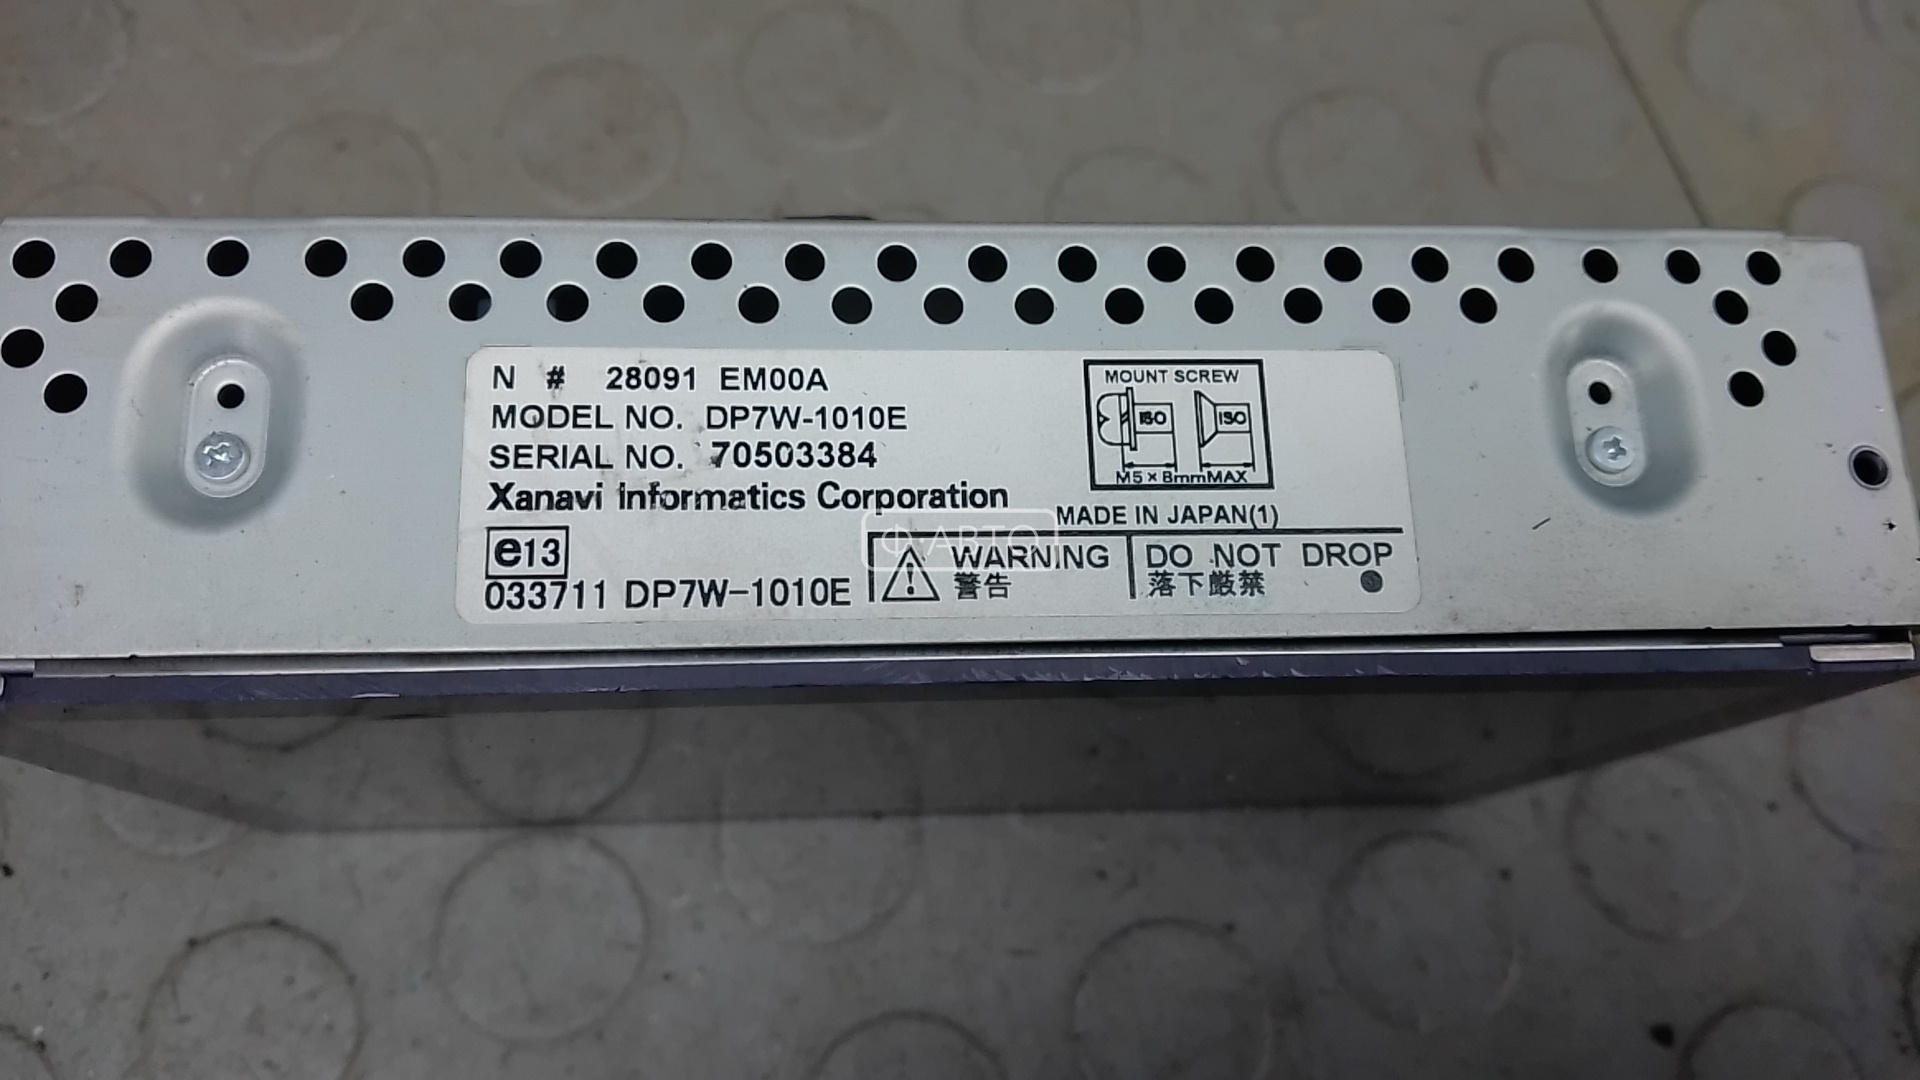 N # 28091 EM00A
MODEL NO. DP7W-1010E
SERIAL NO. 70503384
Xanavi Informatics Corporation
MOUNT SCREW
ISO ISO
M5×8mmMAX
MADE IN JAPAN(1)
e13
033711 DP7W-1010E
WARNING
警告
DO NOT DROP
落下厳禁
Ф·АВТО